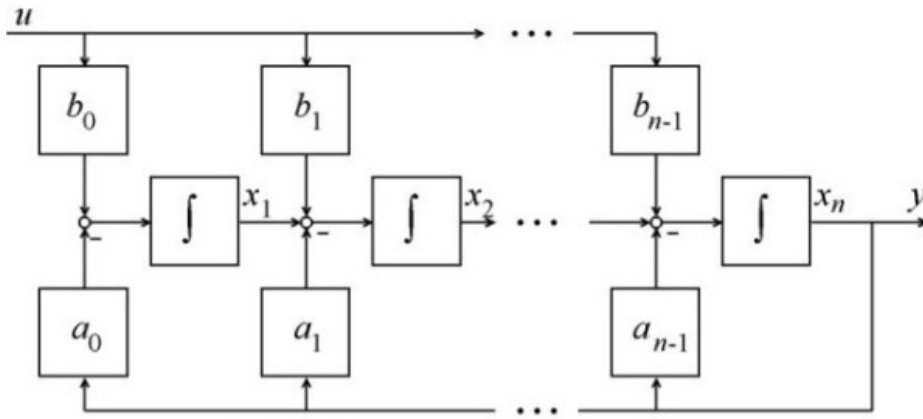 u
...
b₀ b₁ bₙ₋₁
∫ x₁ ∫ x₂ ... ∫ xₙ y
- - -
a₀ a₁ aₙ₋₁
...